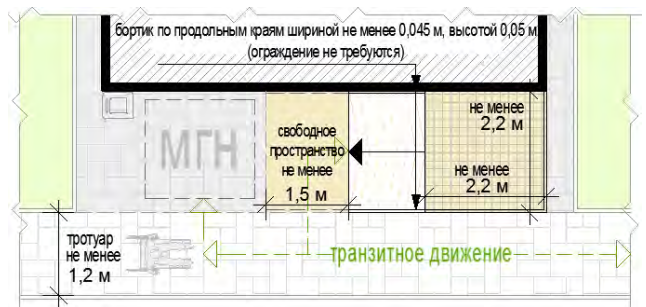 бортик по продольным краям шириной не менее 0,045 м, высотой 0,05 м
(ограждение не требуются)
МГН
свободное
пространство
не менее
1,5 м
не менее
2,2 м
не менее
2,2 м
тротуар
не менее
1,2 м
транзитное движение